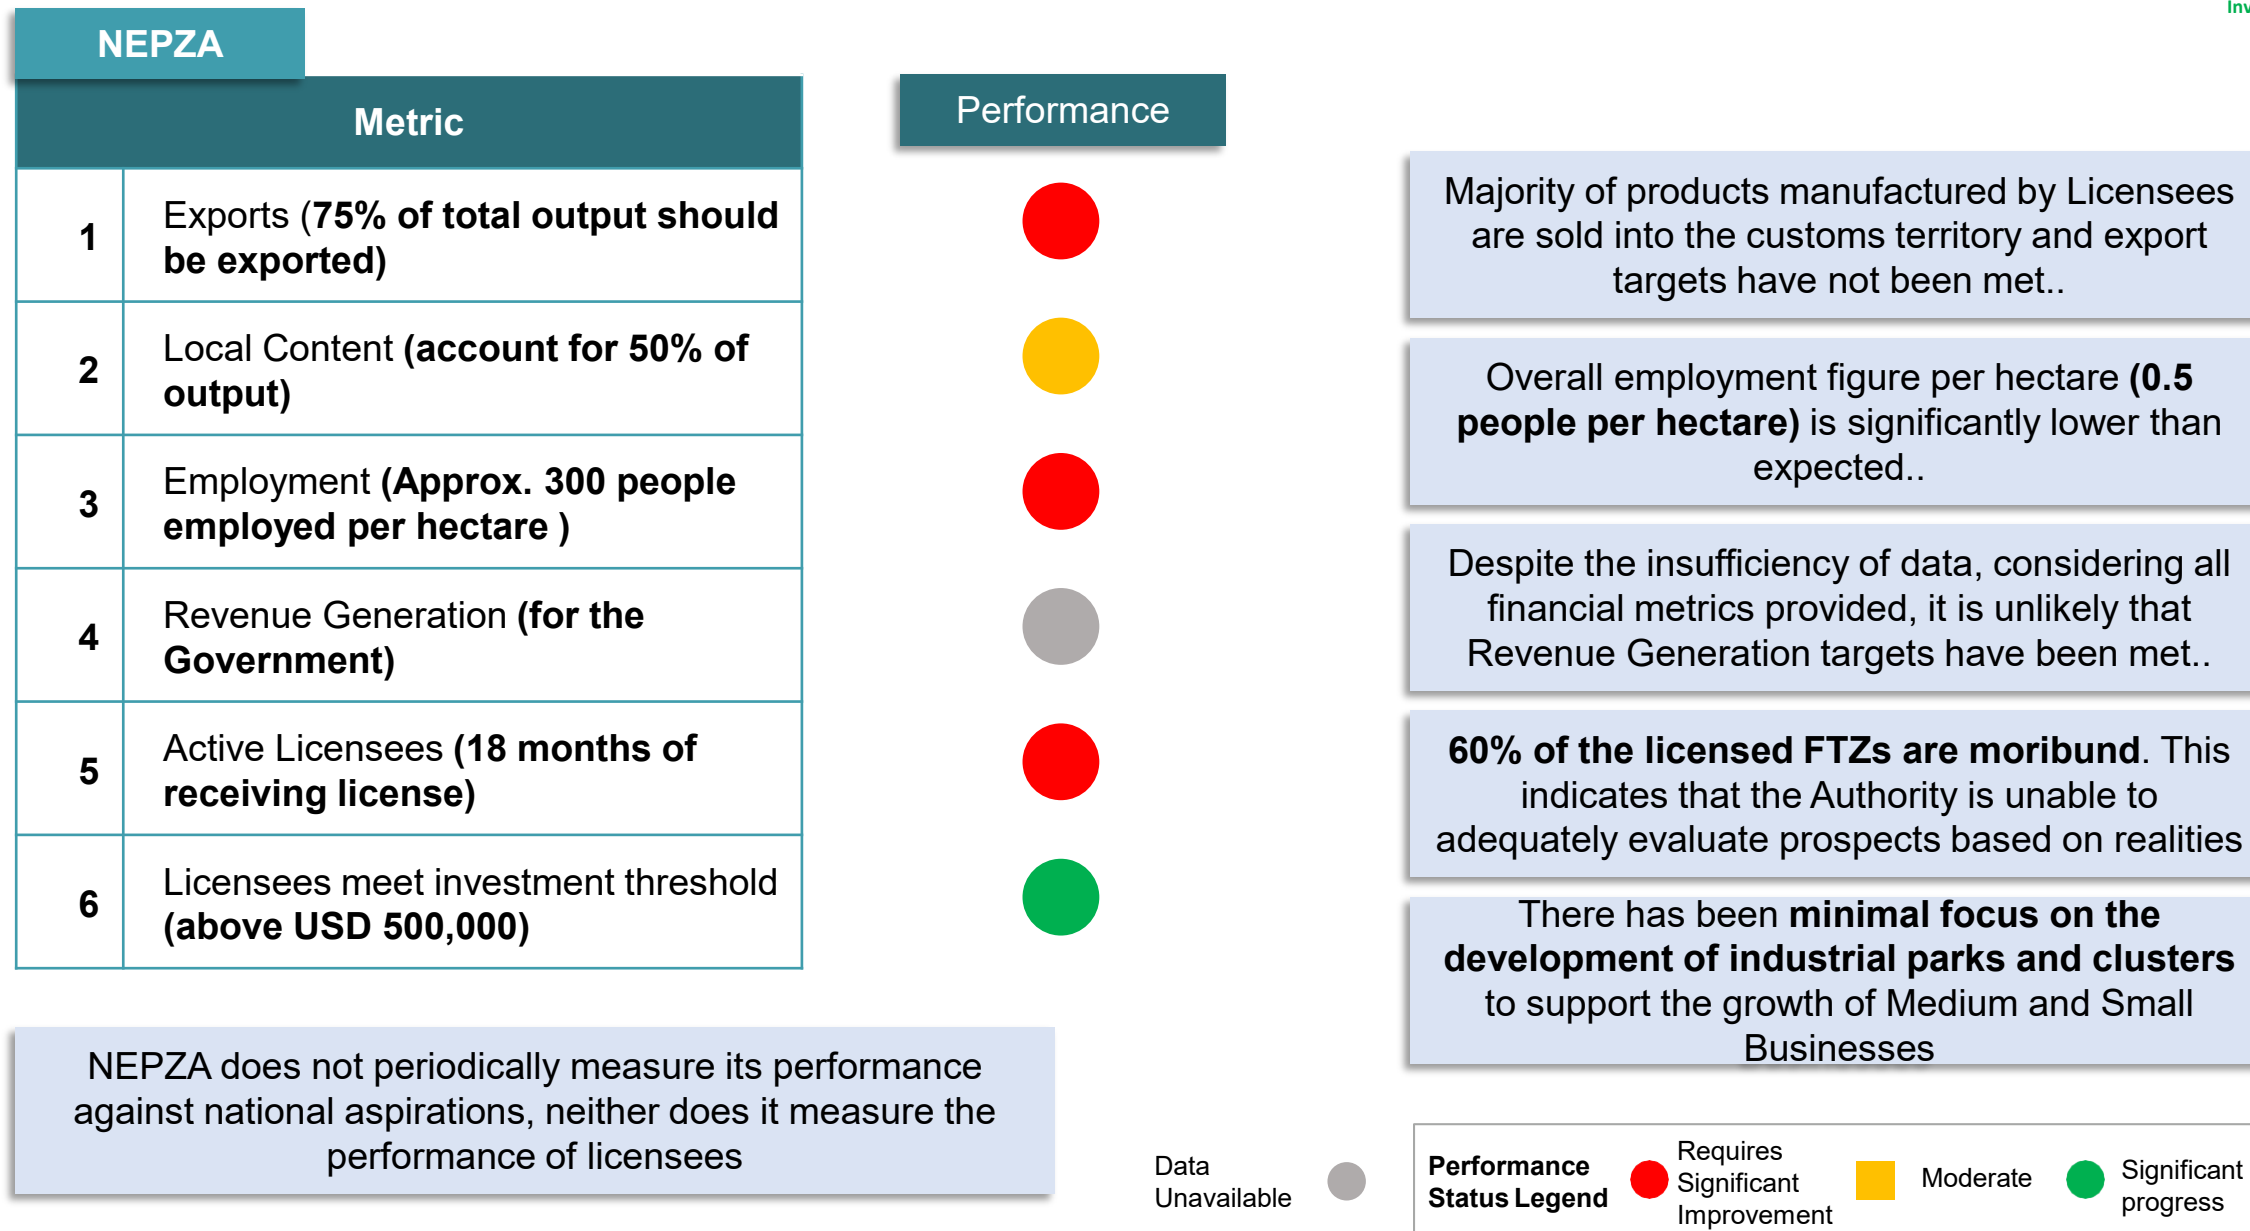 Inv
NEPZA
Metric
Performance
1
Exports (75% of total output should
be exported)
2
Local Content (account for 50% of
output)
3
Employment (Approx. 300 people
employed per hectare )
4
Revenue Generation (for the
Government)
5
Active Licensees (18 months of
receiving license)
6
Licensees meet investment threshold
(above USD 500,000)
Majority of products manufactured by Licensees
are sold into the customs territory and export
targets have not been met..
Overall employment figure per hectare (0.5
people per hectare) is significantly lower than
expected..
Despite the insufficiency of data, considering all
financial metrics provided, it is unlikely that
Revenue Generation targets have been met..
60% of the licensed FTZs are moribund. This
indicates that the Authority is unable to
adequately evaluate prospects based on realities
There has been minimal focus on the
development of industrial parks and clusters
to support the growth of Medium and Small
Businesses
NEPZA does not periodically measure its performance
against national aspirations, neither does it measure the
performance of licensees
Data
Unavailable
Performance
Status Legend
Requires
Significant
Improvement
Moderate
Significant
progress